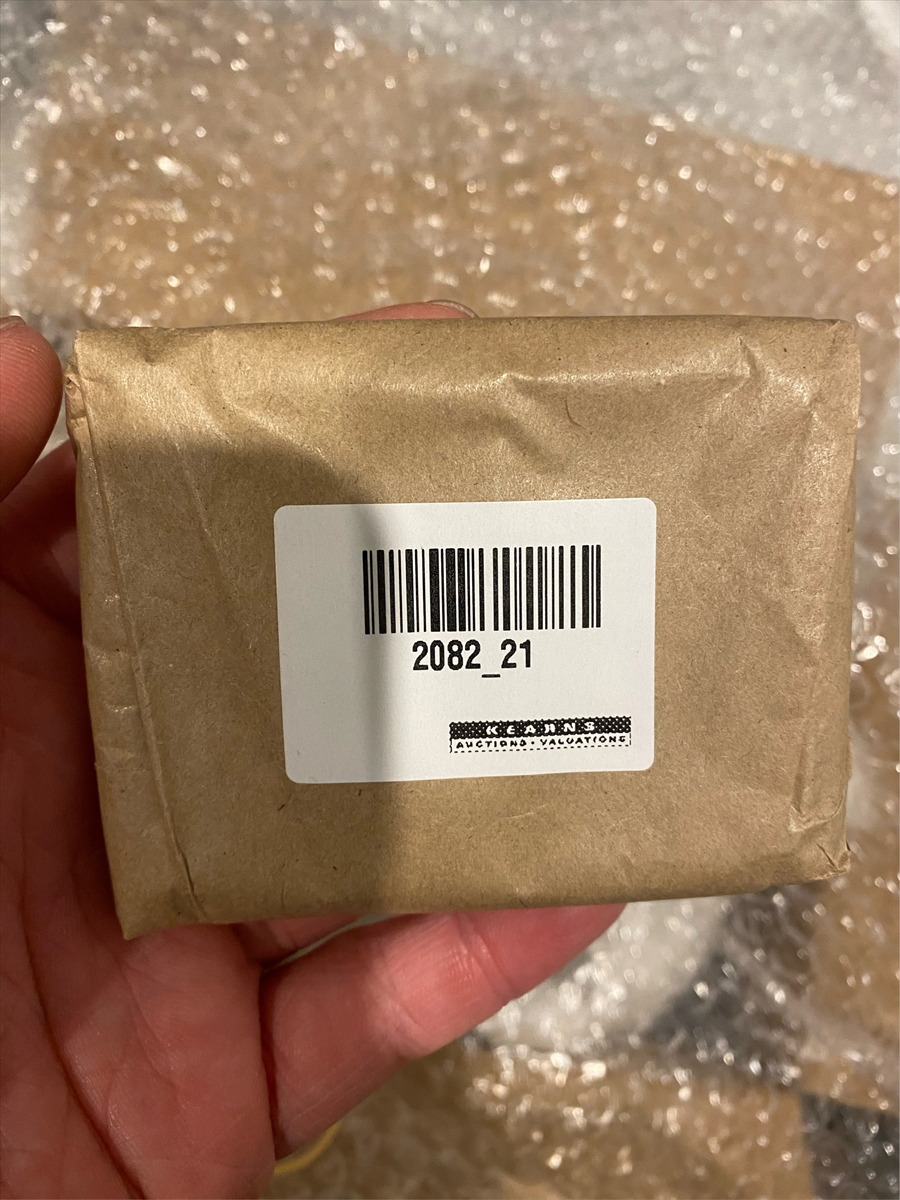 2082_21
KEARNS
AUCTIONS · VALUATIONS